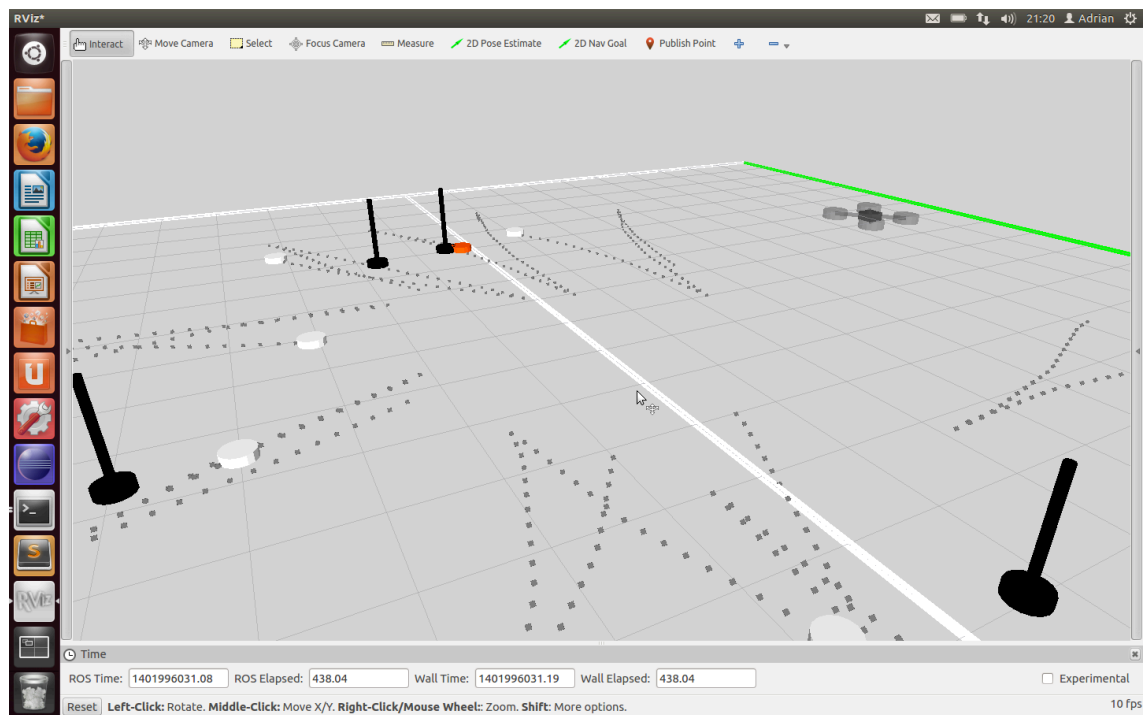 RViz*
21:20 Adrian
Interact Move Camera Select Focus Camera Measure 2D Pose Estimate 2D Nav Goal Publish Point
U
>_
S
RViz
Time
ROS Time: 1401996031.08 ROS Elapsed: 438.04 Wall Time: 1401996031.19 Wall Elapsed: 438.04 Experimental
Reset Left-Click: Rotate. Middle-Click: Move X/Y. Right-Click/Mouse Wheel:: Zoom. Shift: More options. 10 fps